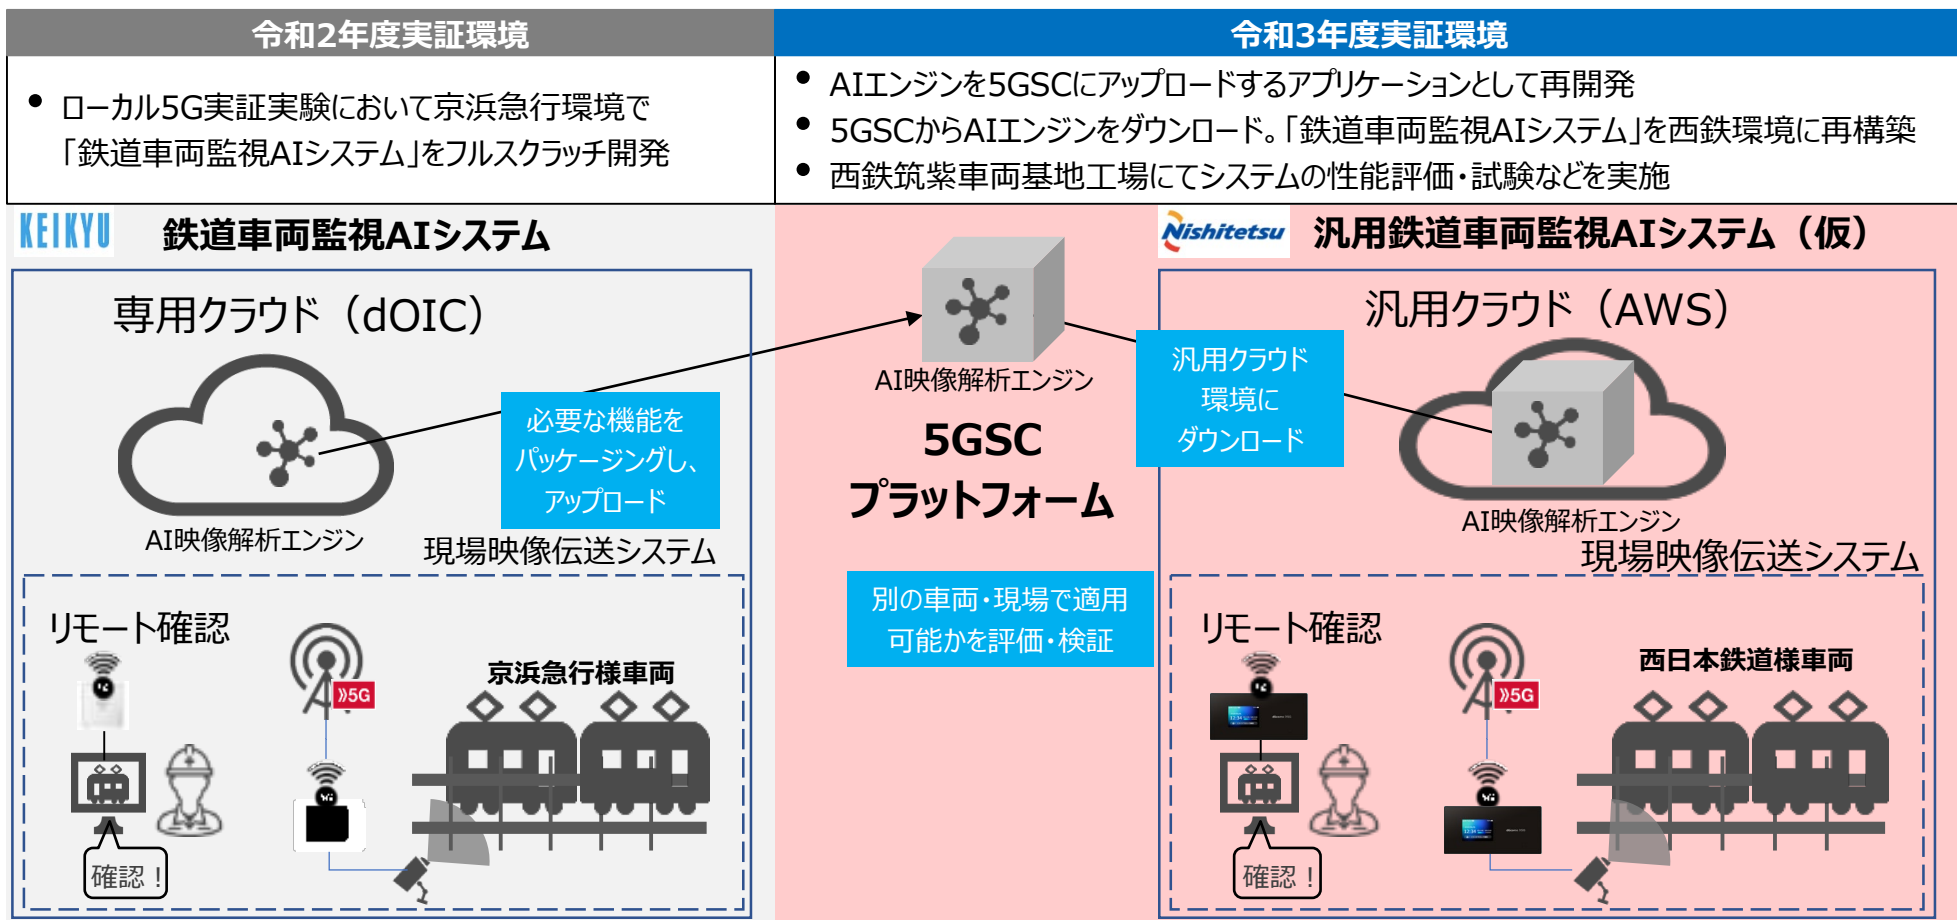 令和2年度実証環境
令和3年度実証環境
• ローカル5G実証実験において京浜急行環境で
「鉄道車両監視AIシステム」をフルスクラッチ開発
• AIエンジンを5GSCにアップロードするアプリケーションとして再開発
• 5GSCからAIエンジンをダウンロード。「鉄道車両監視AIシステム」を西鉄環境に再構築
• 西鉄筑紫車両基地工場にてシステムの性能評価・試験などを実施
KEIKYU
鉄道車両監視AIシステム
専用クラウド（dOIC）
AI映像解析エンジン
必要な機能を
パッケージングし、
アップロード
現場映像伝送システム
リモート確認
5G
京浜急行様車両
確認！
AI映像解析エンジン
5GSC
プラットフォーム
別の車両・現場で適用
可能かを評価・検証
Nishitetsu
汎用鉄道車両監視AIシステム（仮）
汎用クラウド（AWS）
汎用クラウド
環境に
ダウンロード
AI映像解析エンジン
現場映像伝送システム
リモート確認
5G
西日本鉄道様車両
確認！